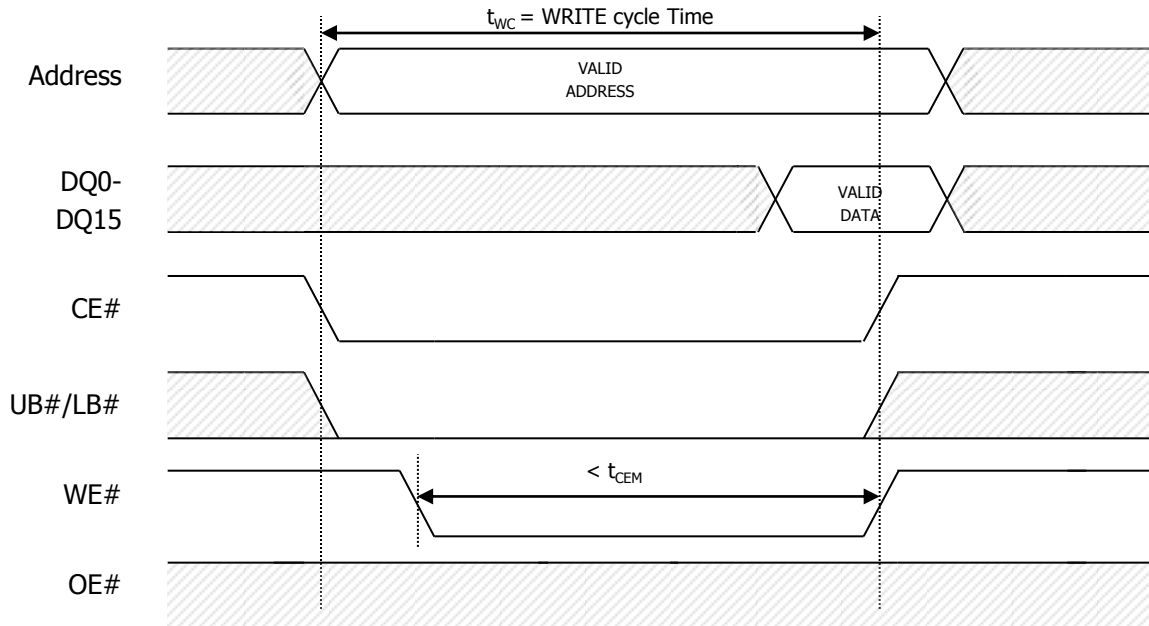 tWC = WRITE cycle Time
Address
VALID
ADDRESS
DQ0-
DQ15
VALID
DATA
CE#
UB#/LB#
WE#
< tCEM
OE#